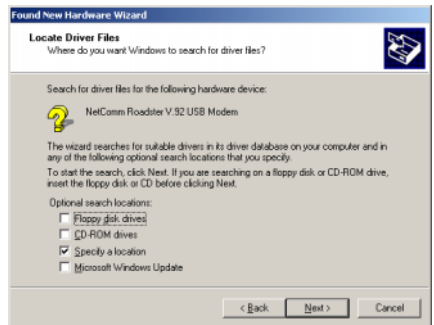 Found New Hardware Wizard
Locate Driver Files
Where do you want Windows to search for driver files?
Search for driver files for the following hardware device:
NetComm Roadster V.92 USB Modem
The wizard searches for suitable drivers in its driver database on your computer and in
any of the following optional search locations that you specify.
To start the search, click Next. If you are searching on a floppy disk or CD-ROM drive,
insert the floppy disk or CD before clicking Next.
Optional search locations:
Floppy disk drives
CD-ROM drives
Specify a location
Microsoft Windows Update
< Back
Next >
Cancel